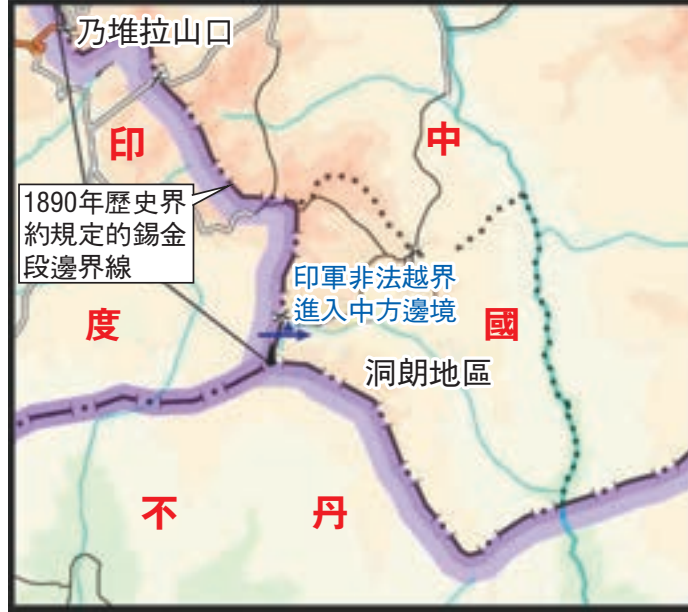 乃堆拉山口
印
中
1890年歷史界
約規定的錫金
段邊界線
印軍非法越界
進入中方邊境
度
國
洞朗地區
不
丹